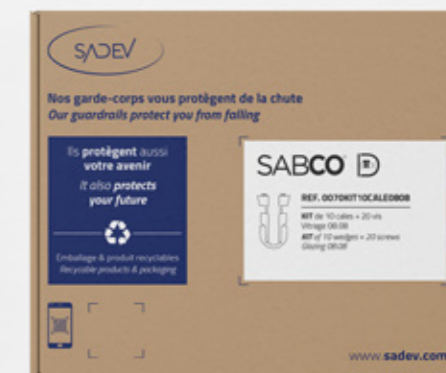 SADEV
Nos garde-corps vous protègent de la chute
Our guardrails protect you from falling
Ils protègent aussi
votre avenir
It also protects
your future
Emballage & produit recyclables
Recyclable products & packaging
SABCO D
REF. 0070KIT10CALE0808
KIT de 10 cales + 20 vis
Vitrage 08.08
KIT of 10 wedges + 20 screws
Glazing 08.08
www.sadev.com